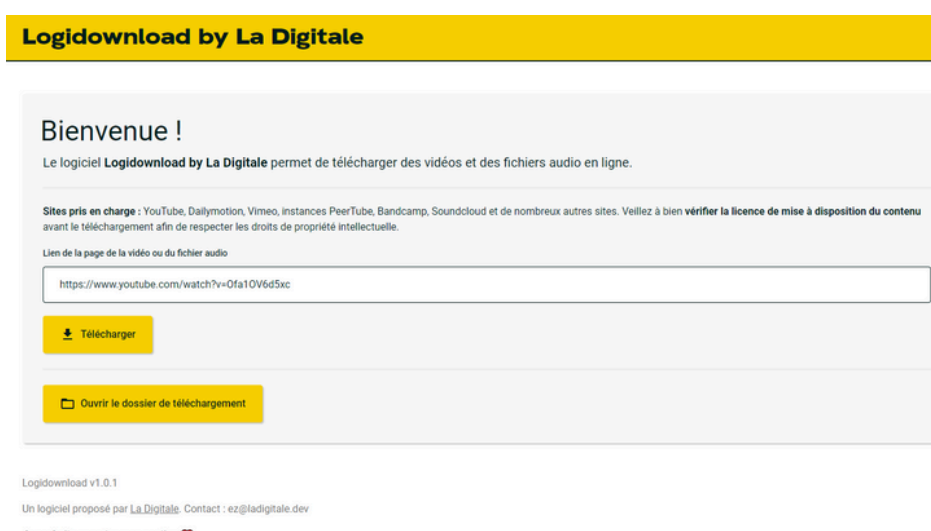 Logidownload by La Digitale
Bienvenue !
Le logiciel Logidownload by La Digitale permet de télécharger des vidéos et des fichiers audio en ligne.
Sites pris en charge : YouTube, Dailymotion, Vimeo, instances PeerTube, Bandcamp, Soundcloud et de nombreux autres sites. Veillez à bien vérifier la licence de mise à disposition du contenu
avant le téléchargement afin de respecter les droits de propriété intellectuelle.
Lien de la page de la vidéo ou du fichier audio
https://www.youtube.com/watch?v=Ofa1OV6d5xc
Télécharger
Ouvrir le dossier de téléchargement
Logidownload v1.0.1
Un logiciel proposé par La Digitale. Contact : ez@ladigitale.dev